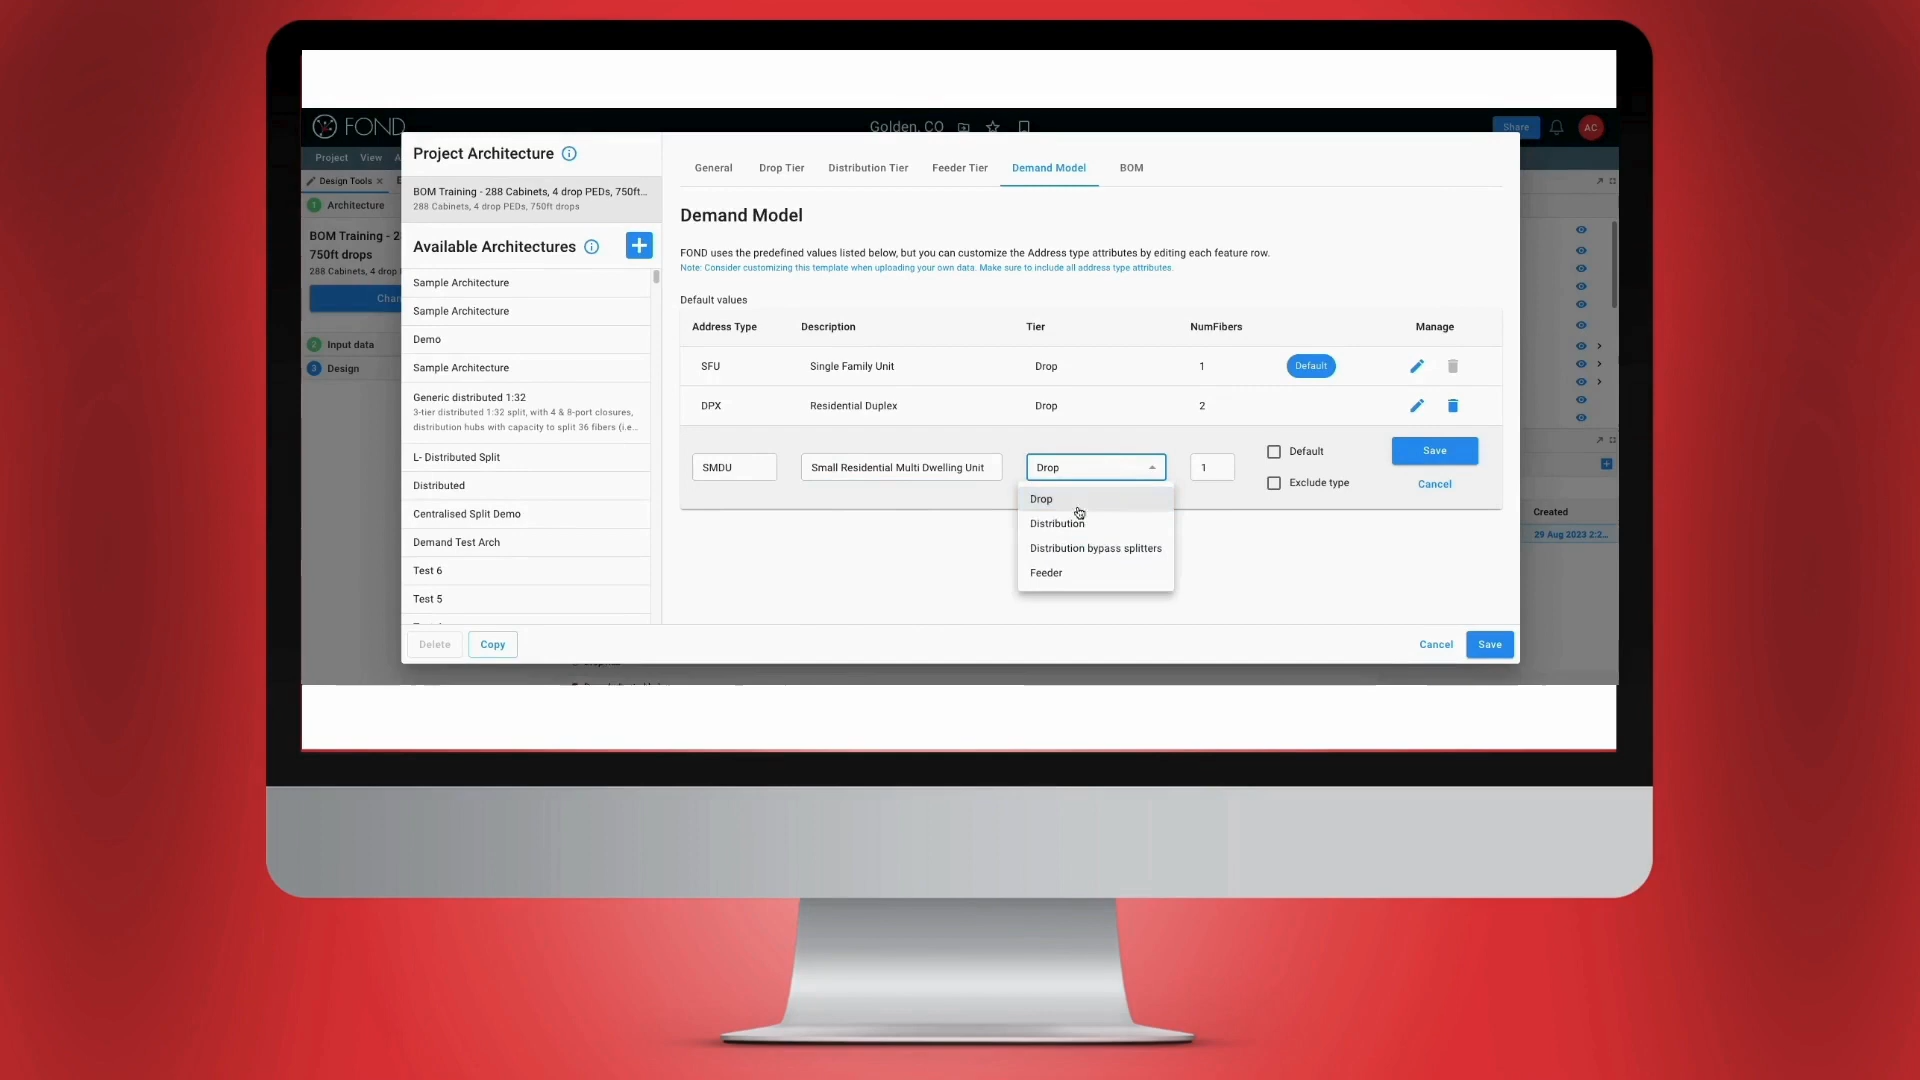 FOND
Golden, CO
Share
AC
Project View A
Design Tools
1 Architecture
BOM Training - 2
750ft drops
288 Cabinets, 4 drop
Chan
2 Input data
3 Design
Project Architecture
BOM Training - 288 Cabinets, 4 drop PEDs, 750ft...
288 Cabinets, 4 drop PEDs, 750ft drops
Available Architectures
Sample Architecture
Sample Architecture
Demo
Sample Architecture
Generic distributed 1:32
3-tier distributed 1:32 split, with 4 & 8-port closures,
distribution hubs with capacity to split 36 fibers (i.e...
L- Distributed Split
Distributed
Centralised Split Demo
Demand Test Arch
Test 6
Test 5
Delete Copy
General Drop Tier Distribution Tier Feeder Tier Demand Model BOM
Demand Model
FOND uses the predefined values listed below, but you can customize the Address type attributes by editing each feature row.
Note: Consider customizing this template when uploading your own data. Make sure to include all address type attributes.
Default values
Address Type Description Tier NumFibers Manage
SFU Single Family Unit Drop 1 Default
DPX Residential Duplex Drop 2
SMDU Small Residential Multi Dwelling Unit Drop 1 Default Save
Exclude type Cancel
Drop
Distribution
Distribution bypass splitters
Feeder
Cancel Save
Created
29 Aug 2023 2:2...